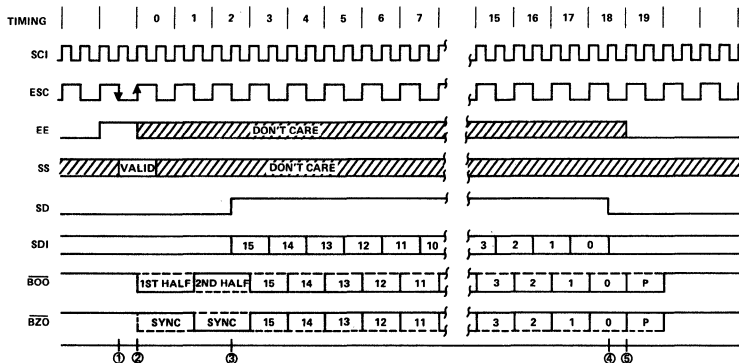 TIMING 0 1 2 3 4 5 6 7 15 16 17 18 19
SCI
ESC
EE DON'T CARE
SS VALID DON'T CARE
SD
SDI 15 14 13 12 11 10 3 2 1 0
BOO 1ST HALF 2ND HALF 15 14 13 12 11 3 2 1 0 P
BZO SYNC SYNC 15 14 13 12 11 3 2 1 0 P
① ② ③ ④ ⑤